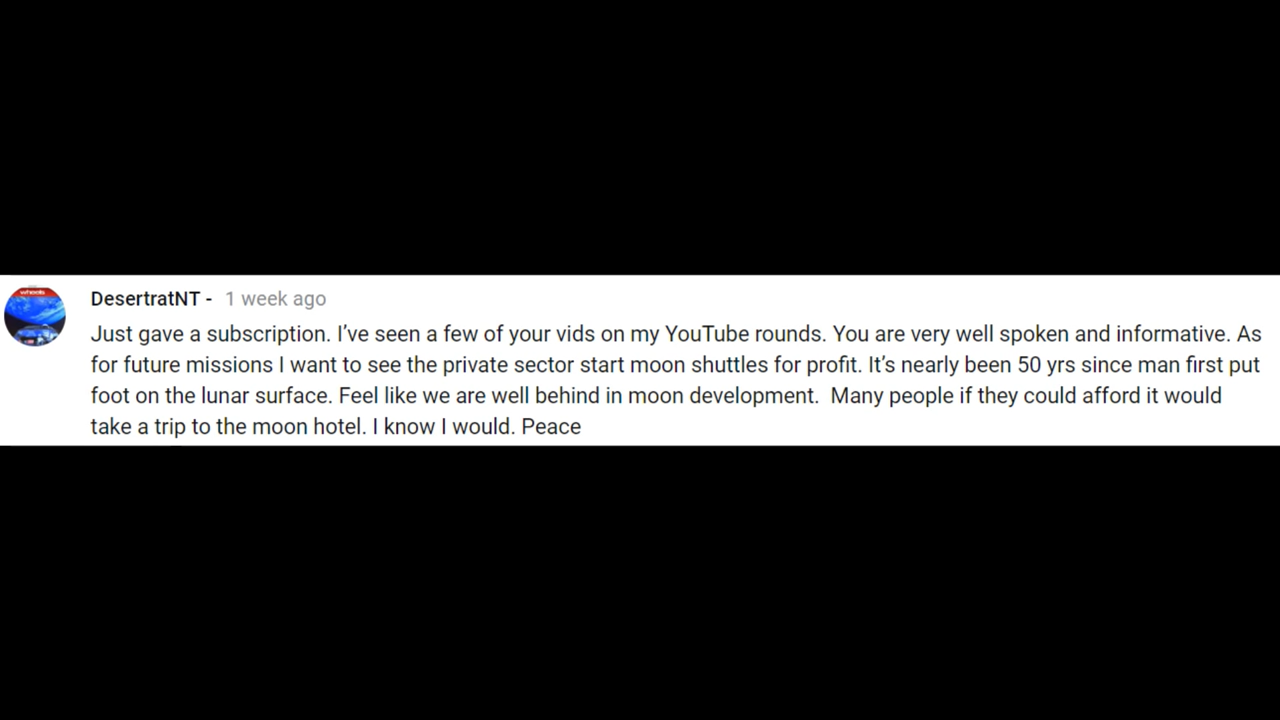 DesertratNT - 1 week ago
Just gave a subscription. I’ve seen a few of your vids on my YouTube rounds. You are very well spoken and informative. As
for future missions I want to see the private sector start moon shuttles for profit. It’s nearly been 50 yrs since man first put
foot on the lunar surface. Feel like we are well behind in moon development.  Many people if they could afford it would
take a trip to the moon hotel. I know I would. Peace